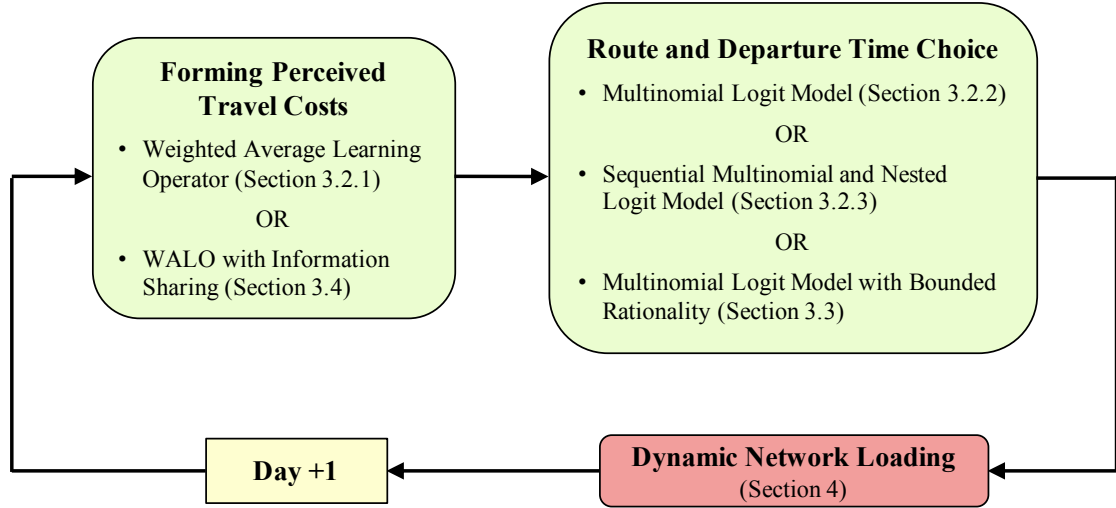 Forming Perceived
Travel Costs
• Weighted Average Learning
Operator (Section 3.2.1)
OR
• WALO with Information
Sharing (Section 3.4)
Route and Departure Time Choice
• Multinomial Logit Model (Section 3.2.2)
OR
• Sequential Multinomial and Nested
Logit Model (Section 3.2.3)
OR
• Multinomial Logit Model with Bounded
Rationality (Section 3.3)
Dynamic Network Loading
(Section 4)
Day +1